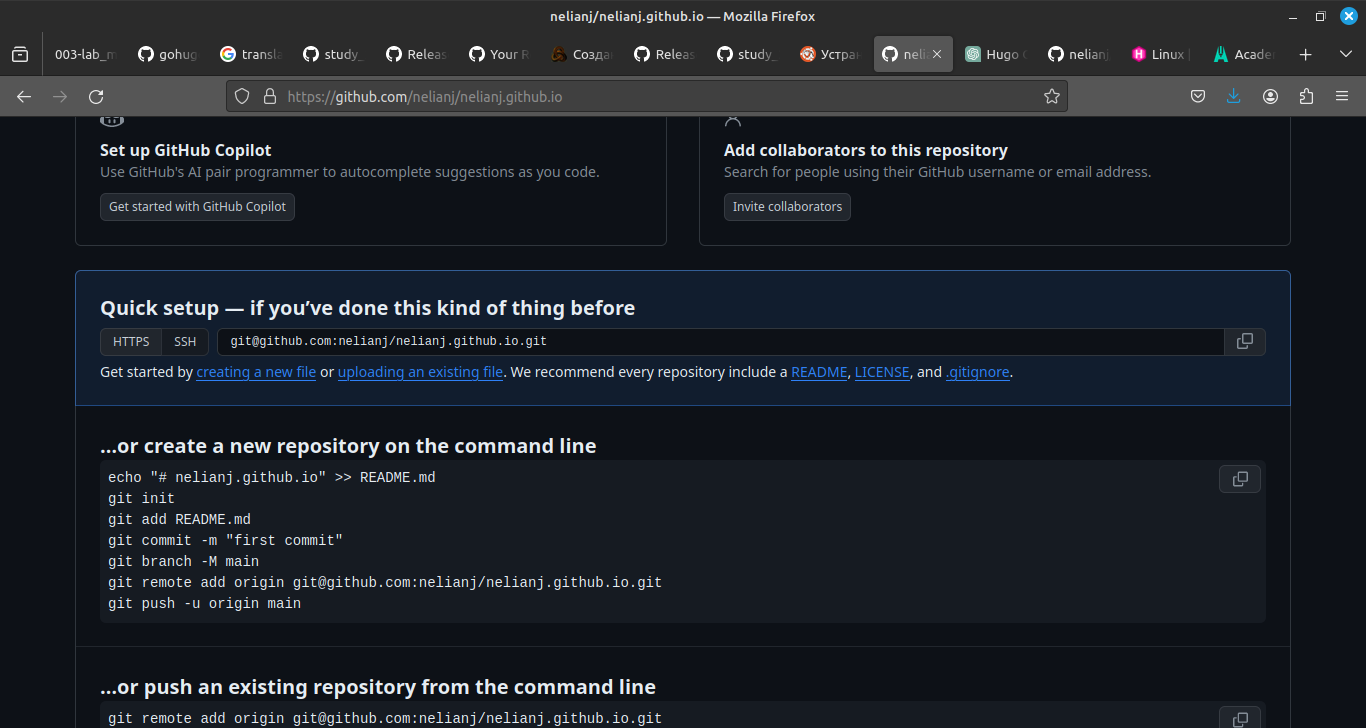 nelianj/nelianj.github.io — Mozilla Firefox
003-lab_m
gohug
transla
study_
Releas
Your R
Созда
Releas
study_
Устран
neli
Hugo
nelianj
Linux
Acade
https://github.com/nelianj/nelianj.github.io
Set up GitHub Copilot
Use GitHub's AI pair programmer to autocomplete suggestions as you code.
Get started with GitHub Copilot
Add collaborators to this repository
Search for people using their GitHub username or email address.
Invite collaborators
Quick setup — if you’ve done this kind of thing before
HTTPS SSH git@github.com:nelianj/nelianj.github.io.git
Get started by creating a new file or uploading an existing file. We recommend every repository include a README, LICENSE, and .gitignore.
…or create a new repository on the command line
echo "# nelianj.github.io" >> README.md
git init
git add README.md
git commit -m "first commit"
git branch -M main
git remote add origin git@github.com:nelianj/nelianj.github.io.git
git push -u origin main
…or push an existing repository from the command line
git remote add origin git@github.com:nelianj/nelianj.github.io.git